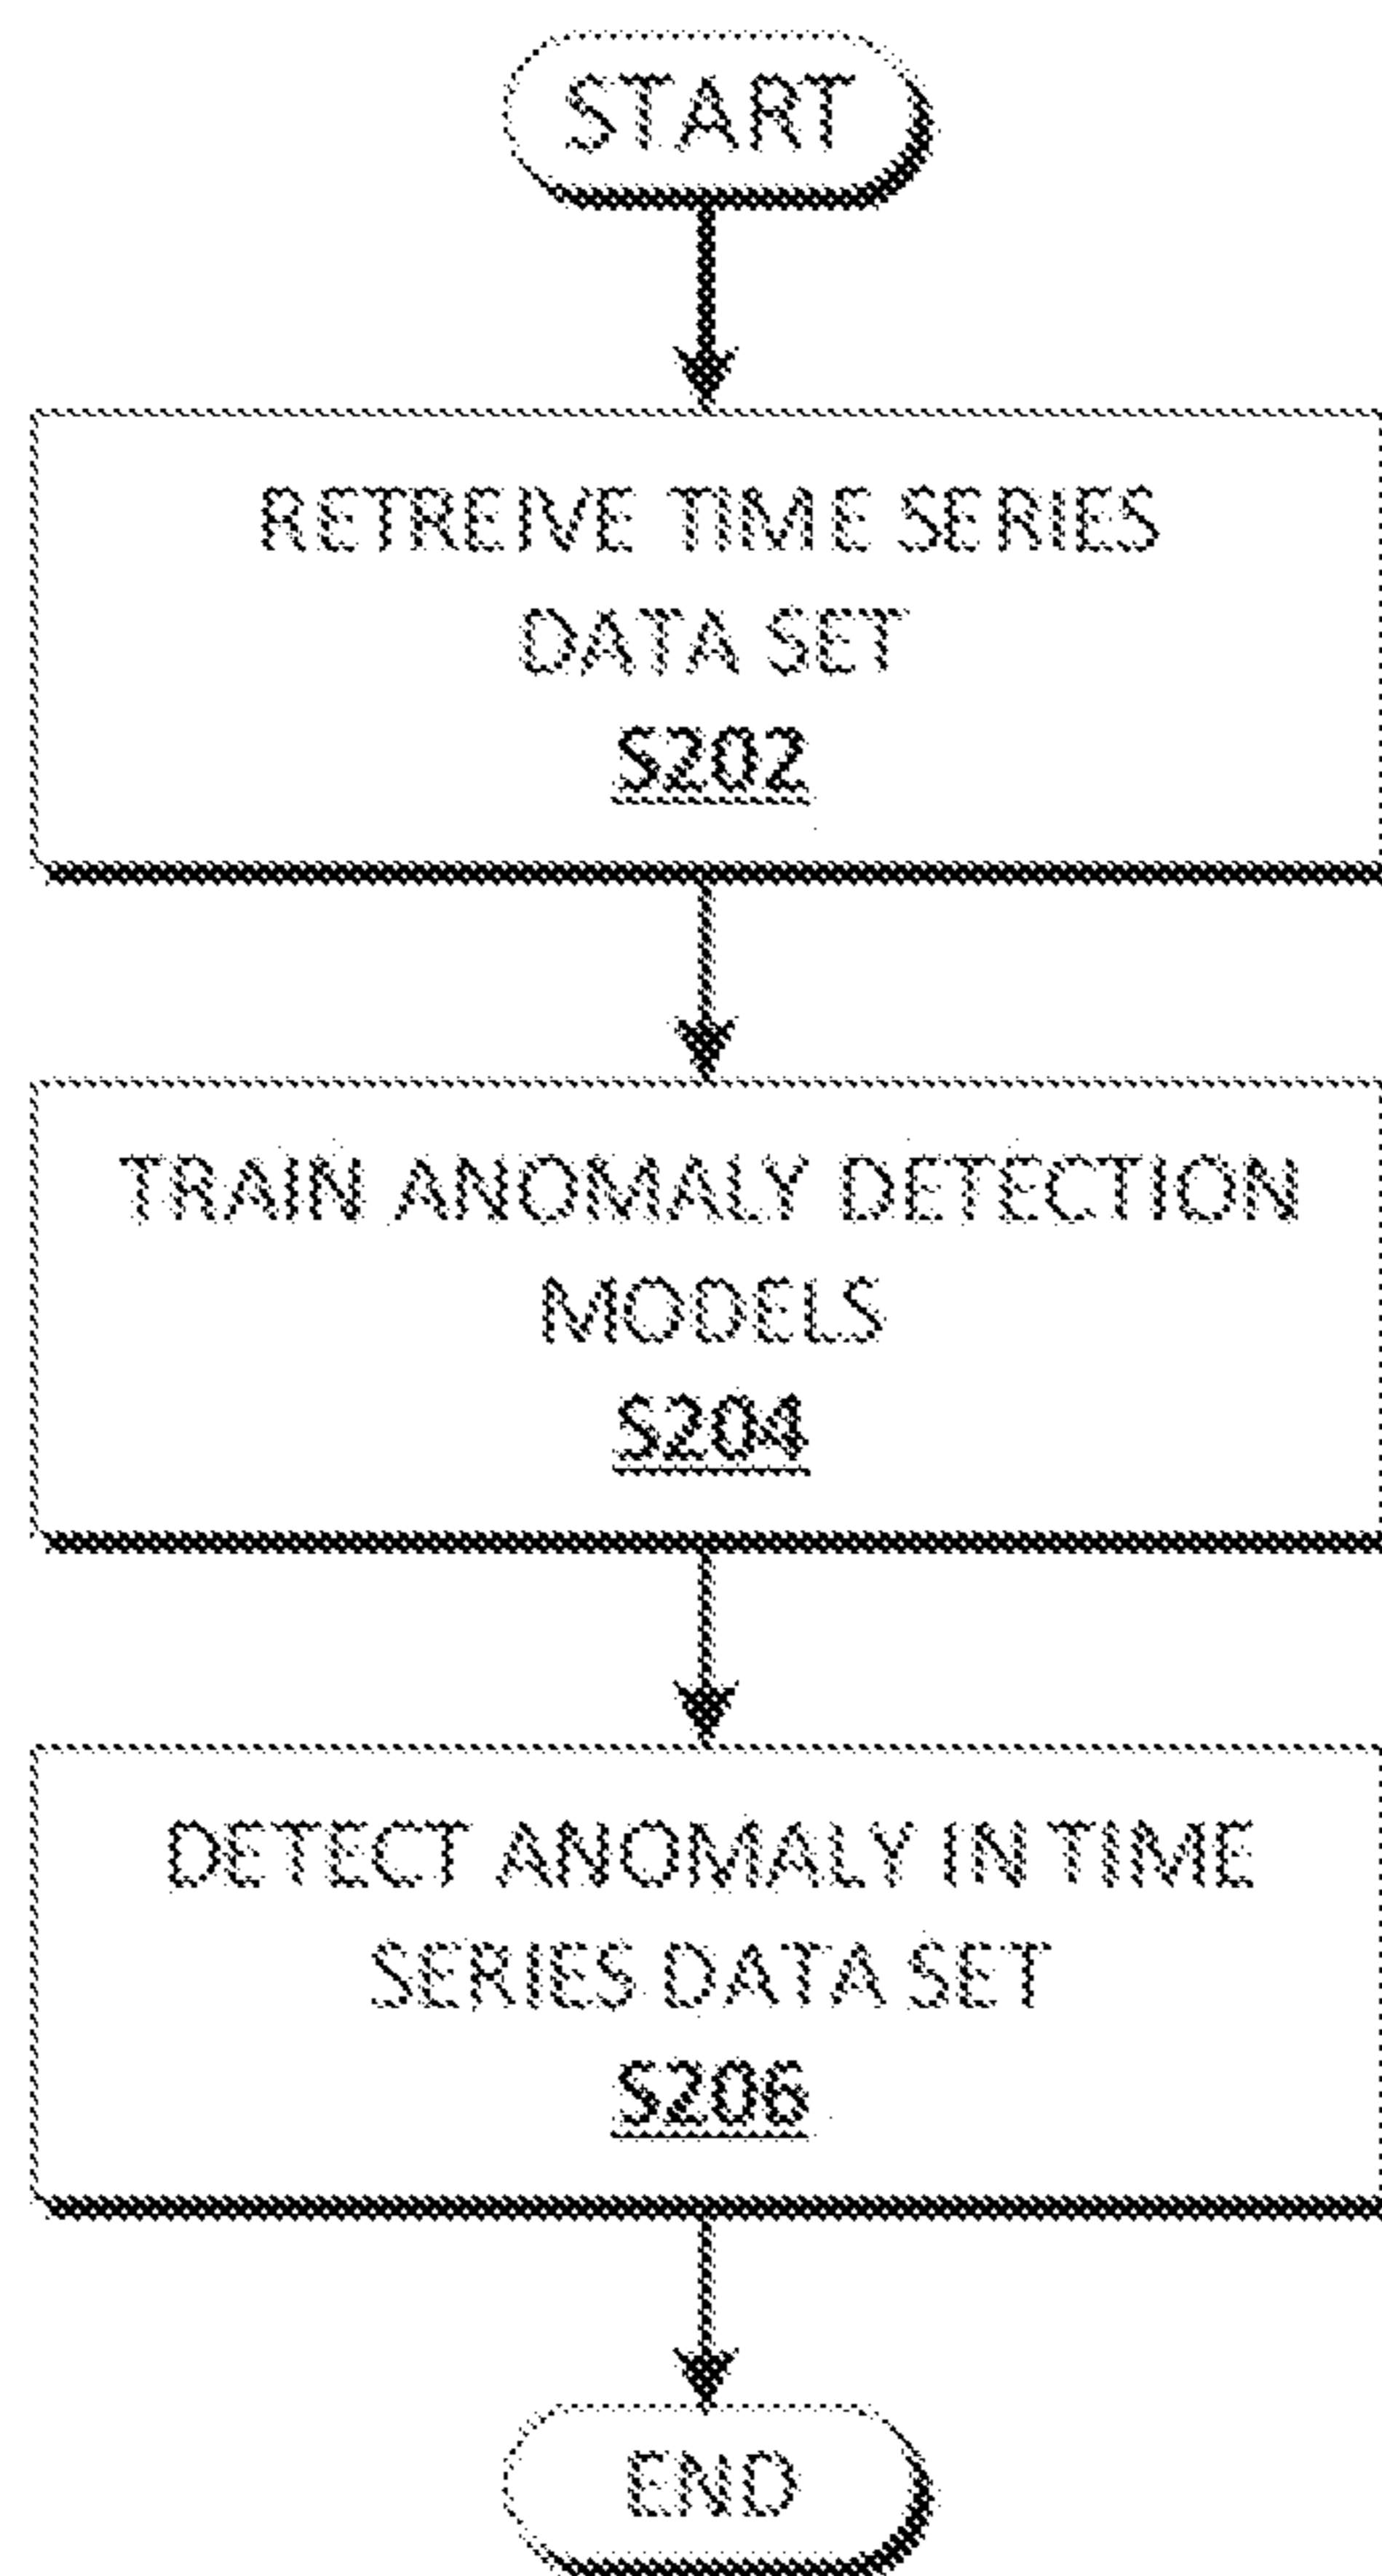 START
RETREIVE TIME SERIES
DATA SET
S202
TRAIN ANOMALY DETECTION
MODELS
S204
DETECT ANOMALY IN TIME
SERIES DATA SET
S206
END